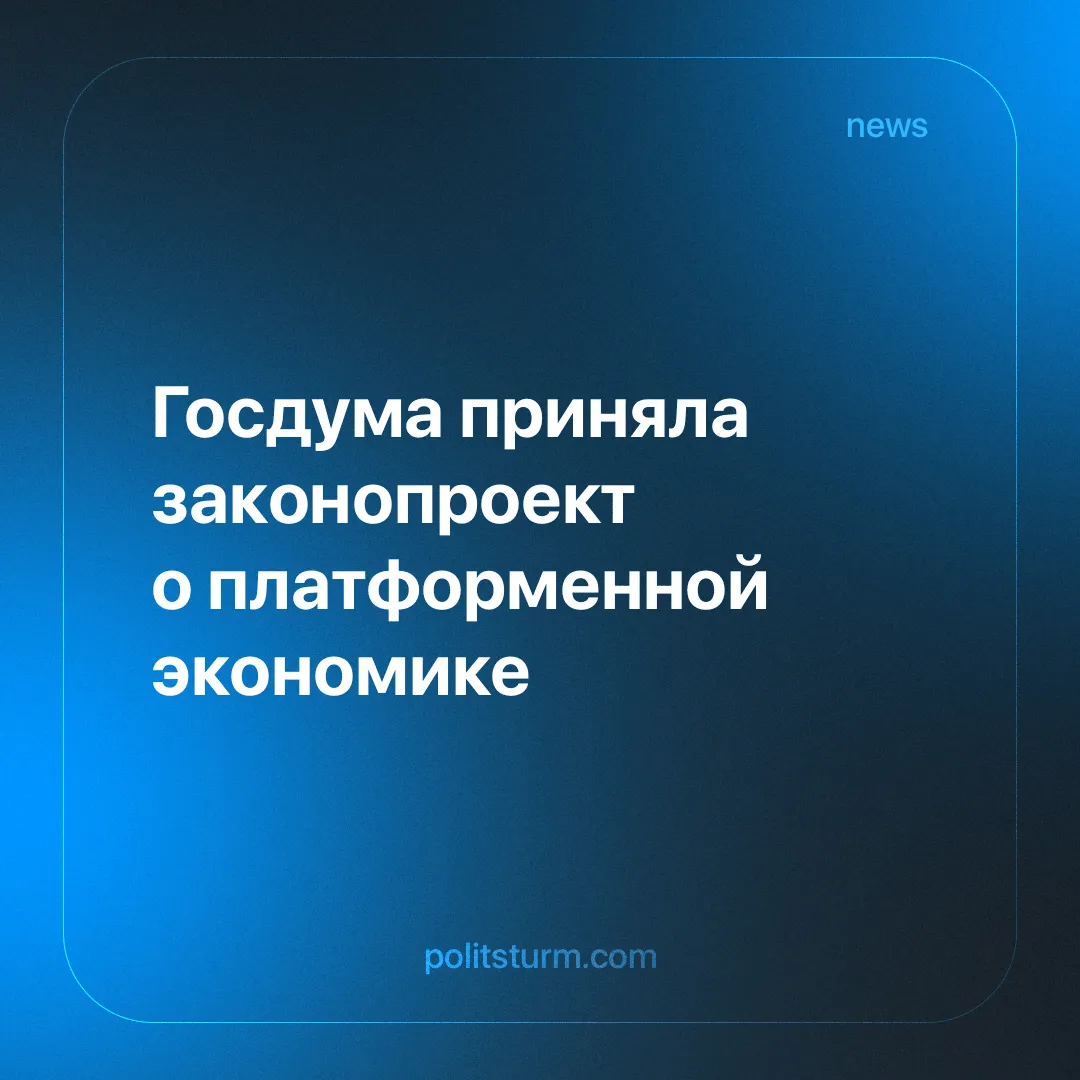 news
Госдума приняла
законопроект
о платформенной
экономике
politsturm.com